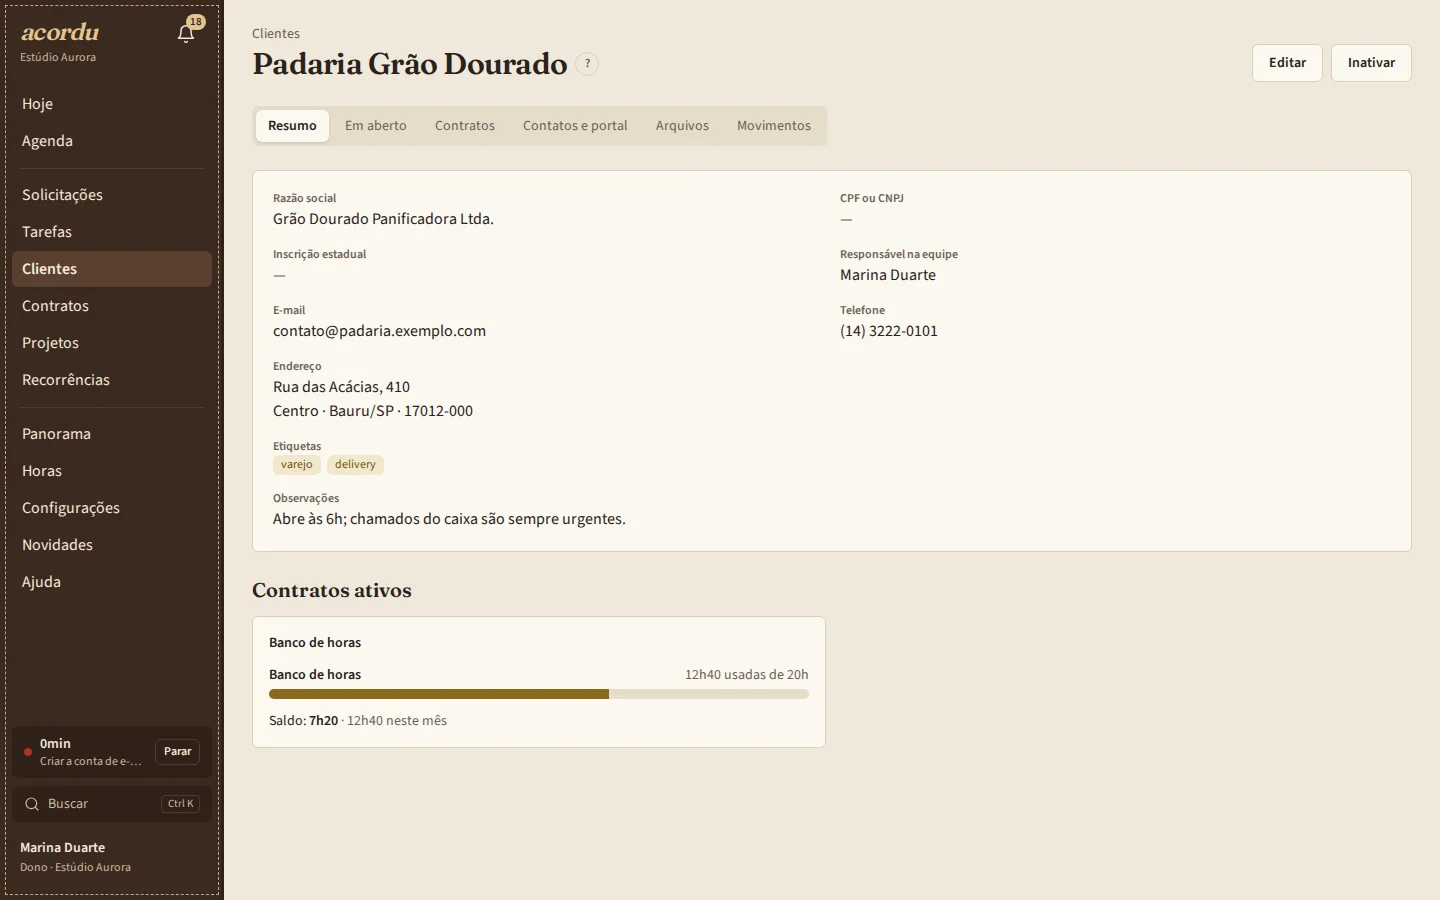 acordu
18
Estúdio Aurora
Hoje
Agenda
Solicitações
Tarefas
Clientes
Contratos
Projetos
Recorrências
Panorama
Horas
Configurações
Novidades
Ajuda
0min
Criar a conta de e-…
Parar
Buscar
Ctrl K
Marina Duarte
Dono · Estúdio Aurora
Clientes
Padaria Grão Dourado
?
Editar
Inativar
Resumo
Em aberto
Contratos
Contatos e portal
Arquivos
Movimentos
Razão social
Grão Dourado Panificadora Ltda.
CPF ou CNPJ
—
Inscrição estadual
—
Responsável na equipe
Marina Duarte
E-mail
contato@padaria.exemplo.com
Telefone
(14) 3222-0101
Endereço
Rua das Acácias, 410
Centro · Bauru/SP · 17012-000
Etiquetas
varejo
delivery
Observações
Abre às 6h; chamados do caixa são sempre urgentes.
Contratos ativos
Banco de horas
Banco de horas
12h40 usadas de 20h
Saldo: 7h20 · 12h40 neste mês